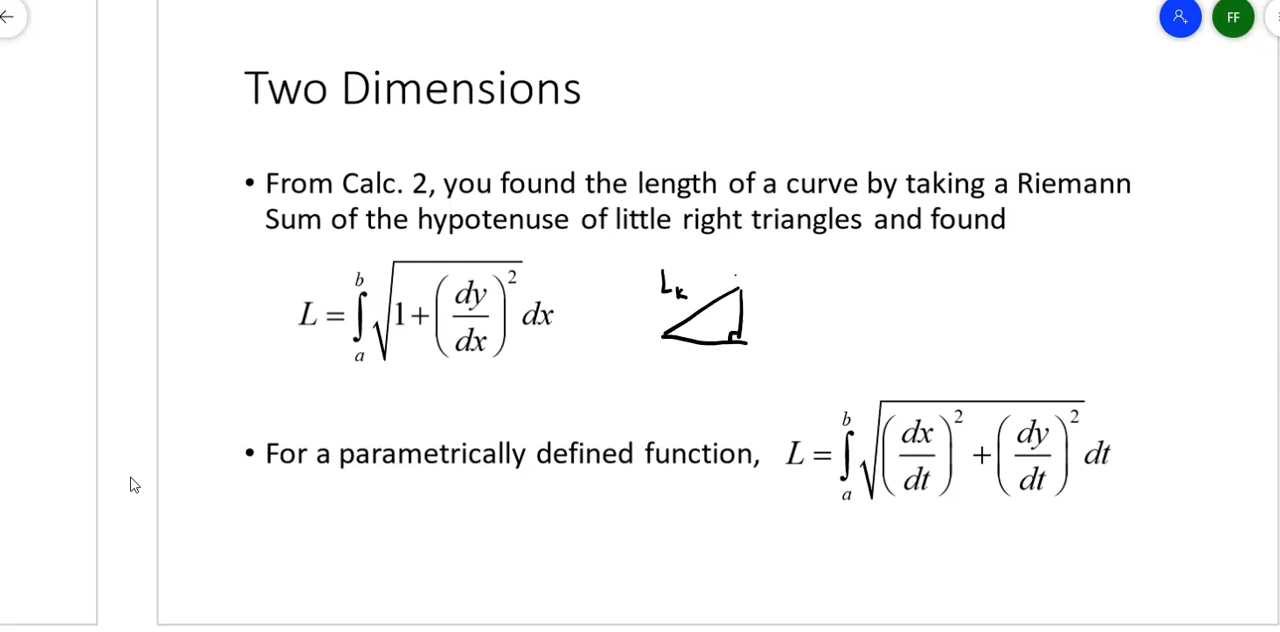 FF
Two Dimensions
• From Calc. 2, you found the length of a curve by taking a Riemann
Sum of the hypotenuse of little right triangles and found
L = ∫_a^b √(1 + (dy/dx)^2) dx
L_K
• For a parametrically defined function, L = ∫_a^b √((dx/dt)^2 + (dy/dt)^2) dt